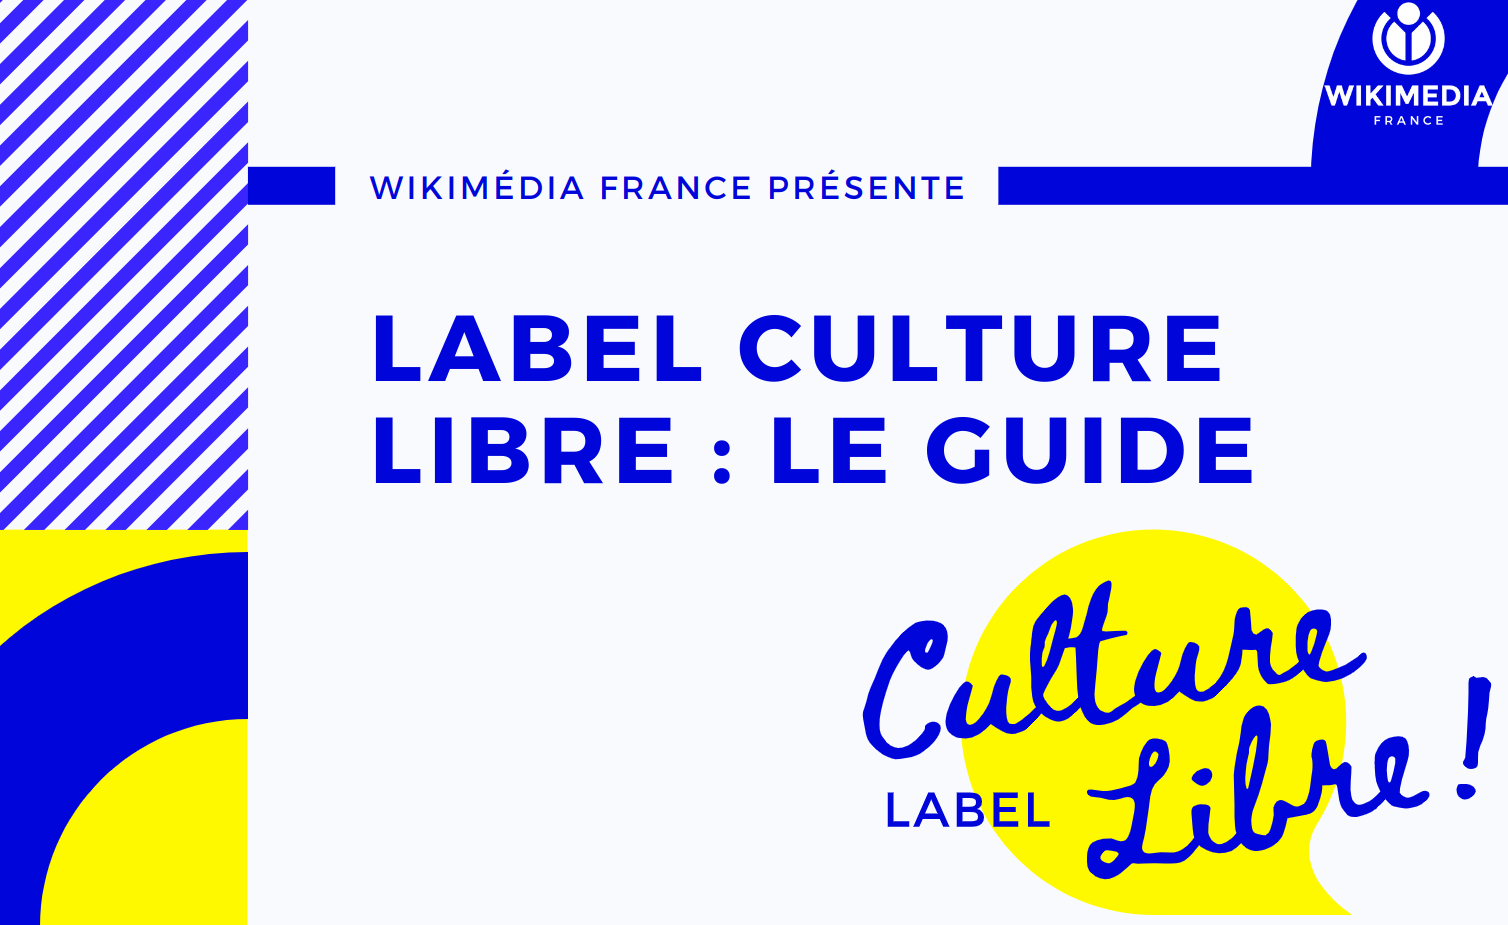 WIKIMEDIA
FRANCE
WIKIMÉDIA FRANCE PRÉSENTE
LABEL CULTURE
LIBRE : LE GUIDE
Culture
Libre !
LABEL